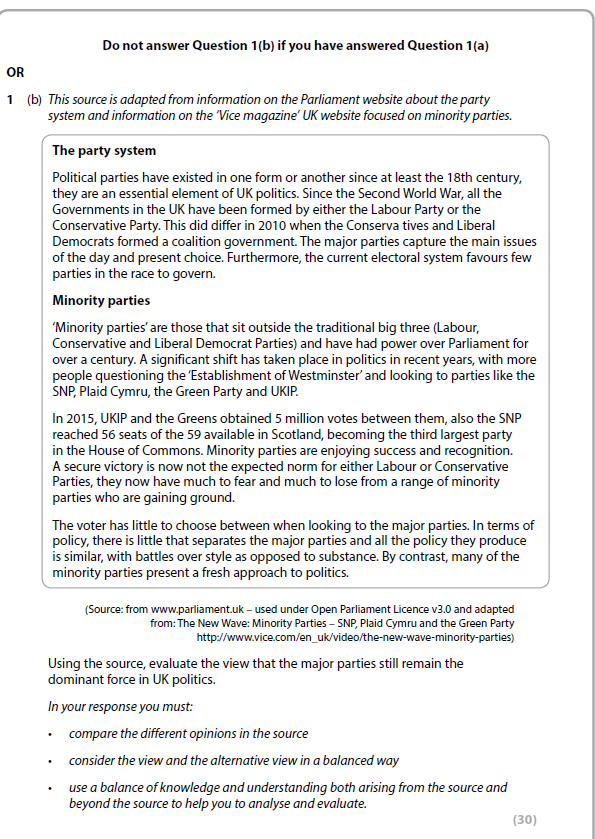 Do not answer Question 1(b) if you have answered Question 1(a)
OR
1 (b) This source is adapted from information on the Parliament website about the party
system and information on the ‘Vice magazine’ UK website focused on minority parties.
The party system
Political parties have existed in one form or another since at least the 18th century,
they are an essential element of UK politics. Since the Second World War, all the
Governments in the UK have been formed by either the Labour Party or the
Conservative Party. This did differ in 2010 when the Conserva tives and Liberal
Democrats formed a coalition government. The major parties capture the main issues
of the day and present choice. Furthermore, the current electoral system favours few
parties in the race to govern.
Minority parties
‘Minority parties’ are those that sit outside the traditional big three (Labour,
Conservative and Liberal Democrat Parties) and have had power over Parliament for
over a century. A significant shift has taken place in politics in recent years, with more
people questioning the ‘Establishment of Westminster’ and looking to parties like the
SNP, Plaid Cymru, the Green Party and UKIP.
In 2015, UKIP and the Greens obtained 5 million votes between them, also the SNP
reached 56 seats of the 59 available in Scotland, becoming the third largest party
in the House of Commons. Minority parties are enjoying success and recognition.
A secure victory is now not the expected norm for either Labour or Conservative
Parties, they now have much to fear and much to lose from a range of minority
parties who are gaining ground.
The voter has little to choose between when looking to the major parties. In terms of
policy, there is little that separates the major parties and all the policy they produce
is similar, with battles over style as opposed to substance. By contrast, many of the
minority parties present a fresh approach to politics.
(Source: from www.parliament.uk – used under Open Parliament Licence v3.0 and adapted
from: The New Wave: Minority Parties – SNP, Plaid Cymru and the Green Party
http://www.vice.com/en_uk/video/the-new-wave-minority-parties)
Using the source, evaluate the view that the major parties still remain the
dominant force in UK politics.
In your response you must:
• compare the different opinions in the source
• consider the view and the alternative view in a balanced way
• use a balance of knowledge and understanding both arising from the source and
beyond the source to help you to analyse and evaluate.
(30)